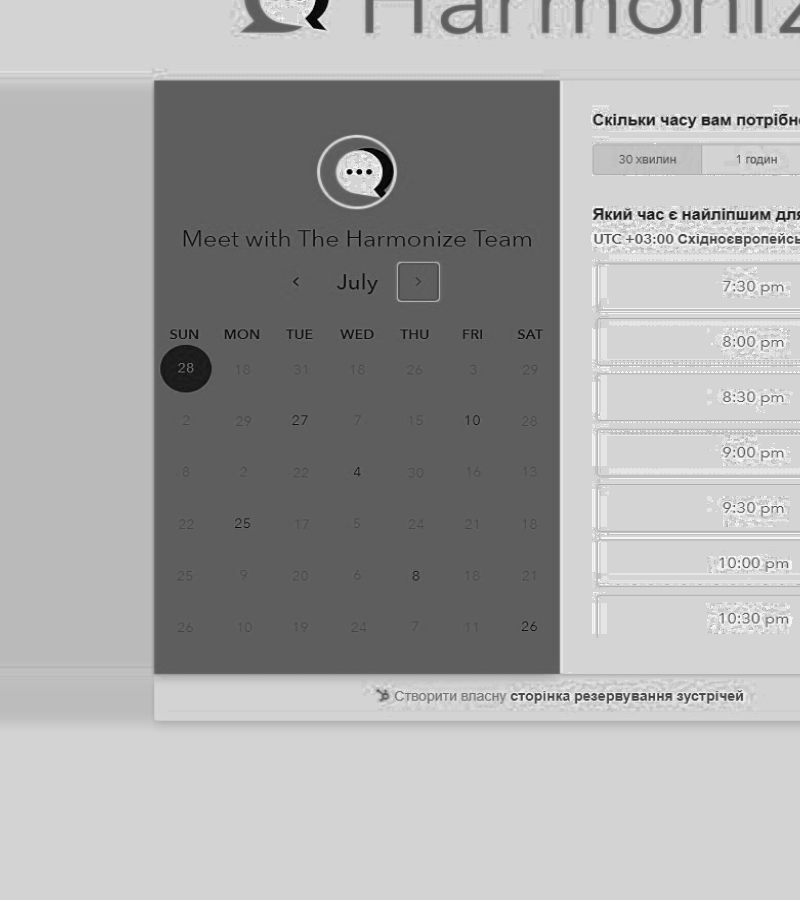 Harmoniz
Meet with The Harmonize Team
July
SUN MON TUE WED THU FRI SAT
28 18 31 18 26 3 29
2 29 27 7 15 10 28
8 2 22 4 30 16 13
22 25 17 5 24 21 18
25 9 20 6 8 18 21
26 10 19 24 7 11 26
Скільки часу вам потрібн
30 хвилин 1 годин
Який час є найліпшим для
UTC +03:00 Східноєвропейсь
7:30 pm
8:00 pm
8:30 pm
9:00 pm
9:30 pm
10:00 pm
10:30 pm
Створити власну сторінка резервування зустрічей